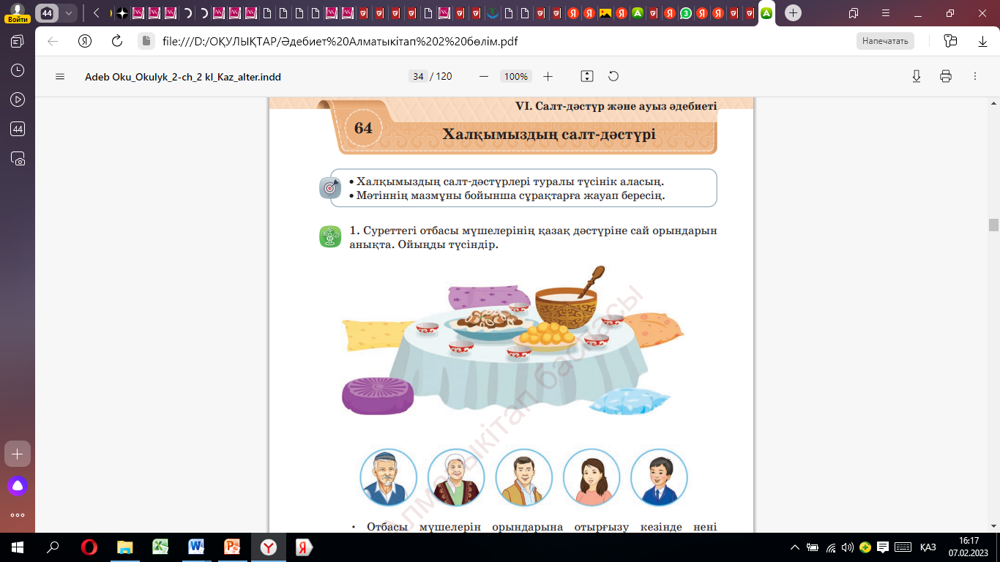 Войти
44
44
3
file:///D:/ОҚУЛЫҚТАР/Әдебиет%20Алматыкітап%202%20бөлім.pdf
Напечатать
Adeb Oku_Okulyk_2-ch_2 kl_Kaz_alter.indd
34 / 120
100%
VI. Салт-дәстүр және ауыз әдебиеті
64
Халқымыздың салт-дәстүрі
• Халқымыздың салт-дәстүрлері туралы түсінік аласың.
• Мәтіннің мазмұны бойынша сұрақтарға жауап бересің.
1. Суреттегі отбасы мүшелерінің қазақ дәстүріне сай орындарын
анықта. Ойыңды түсіндір.
Алматыкітап баспасы
• Отбасы мүшелерін орындарына отырғызу кезінде нені
ҚАЗ
16:17
07.02.2023